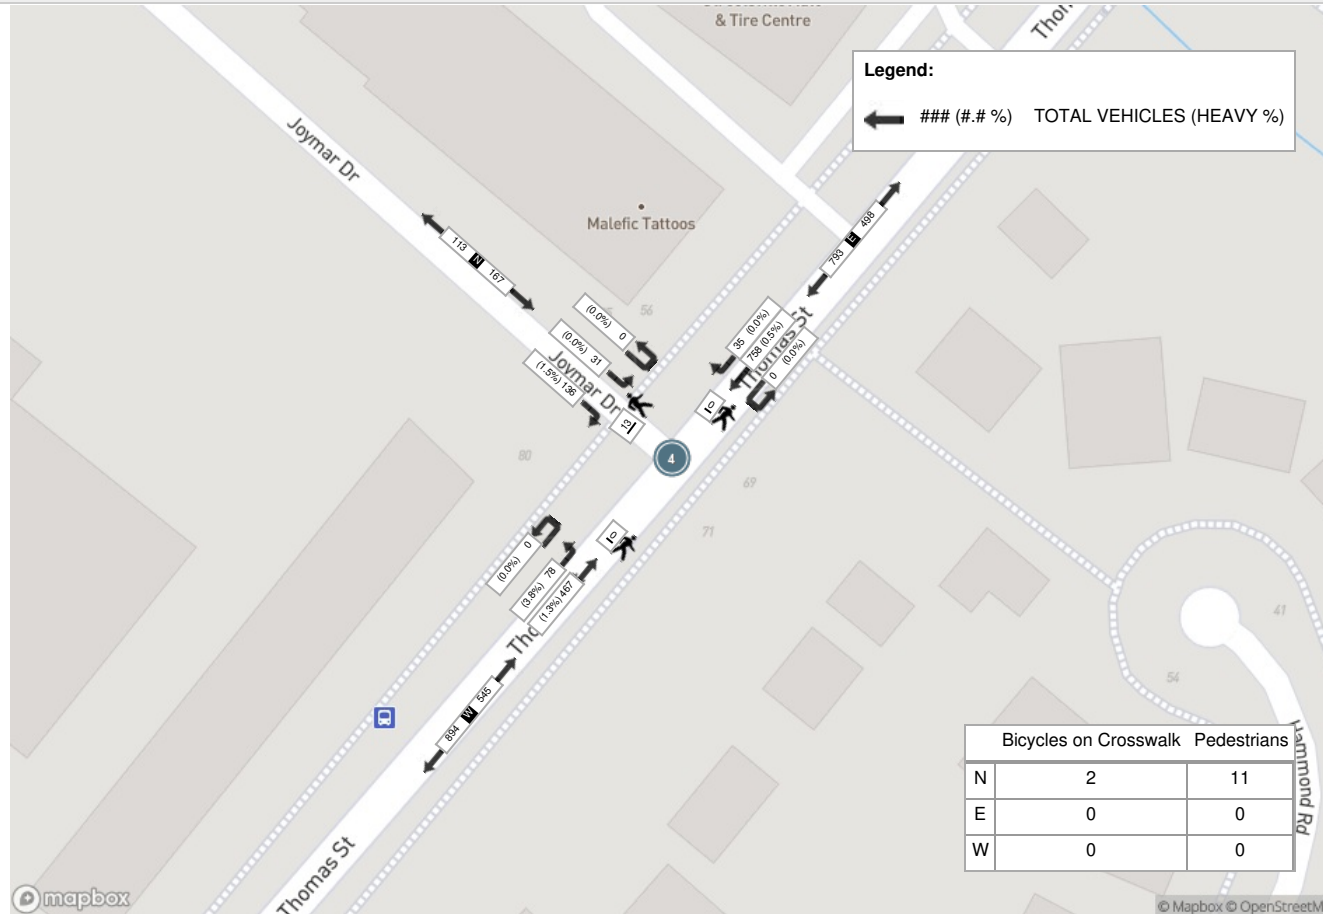 & Tire Centre
Legend:
### (#.# %) TOTAL VEHICLES (HEAVY %)
Joymar Dr
Malefic Tattoos
498 E 793
113 N 167
56
(0.0%) 0
(0.0%) 31
(1.5%) 136
Joymar Dr
13
35 (0.0%)
758 (0.5%)
0 (0.0%)
Thomas St
0
4
80
69
71
0
(0.0%) 0
(3.8%) 78
(1.3%) 467
894 W 545
Thomas St
41
54
Hammond Rd
Bicycles on Crosswalk Pedestrians
N 2 11
E 0 0
W 0 0
mapbox
© Mapbox © OpenStreetM